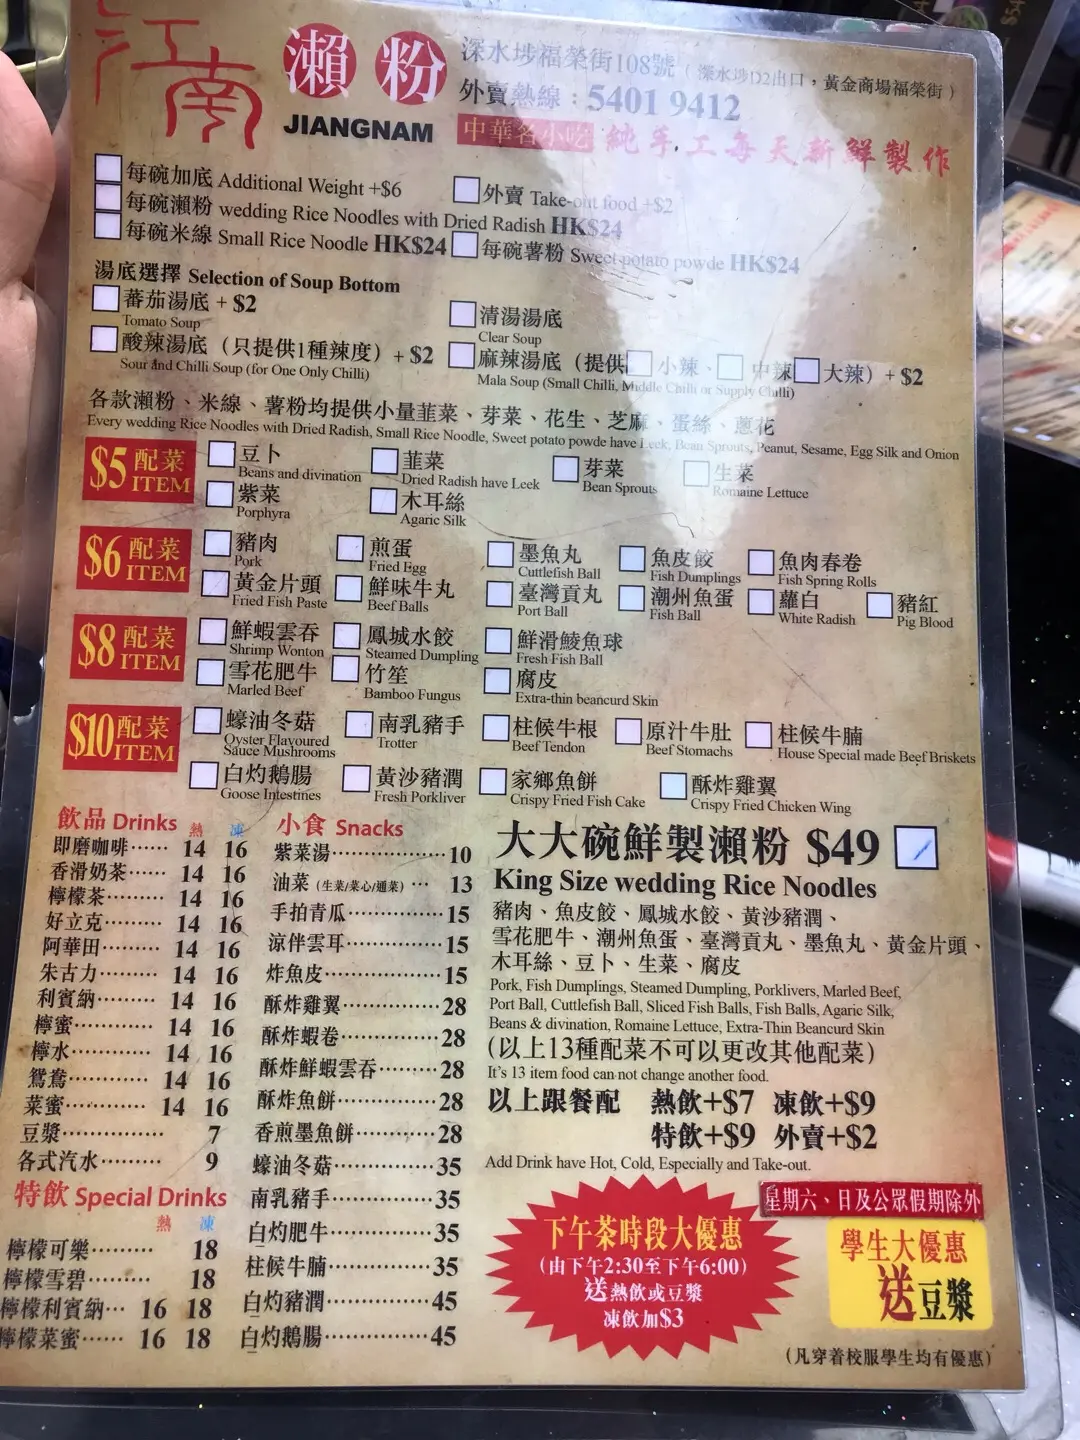 江南 瀨粉 JIANGNAM
深水埗福榮街108號（深水埗D2出口，黃金商場福榮街）
外賣熱線：5401 9412
中華名小吃 純手工每天新鮮製作
每碗加底 Additional Weight +$6 外賣 Take-out food +$2
每碗瀨粉 wedding Rice Noodles with Dried Radish HK$24
每碗米線 Small Rice Noodle HK$24 每碗薯粉 Sweet potato powde HK$24
湯底選擇 Selection of Soup Bottom
蕃茄湯底 + $2 清湯湯底
Tomato Soup Clear Soup
酸辣湯底（只提供1種辣度）+ $2 麻辣湯底（提供 小辣、 中辣 大辣）+ $2
Sour and Chilli Soup (for One Only Chilli) Mala Soup (Small Chilli, Middle Chilli or Supply Chilli)
各款瀨粉、米線、薯粉均提供小量韮菜、芽菜、花生、芝麻、蛋絲、蔥花
Every wedding Rice Noodles with Dried Radish, Small Rice Noodle, Sweet potato powde have Leek, Bean Sprouts, Peanut, Sesame, Egg Silk and Onion
$5 配菜 ITEM
豆卜 韮菜 芽菜 生菜
Beans and divination Dried Radish have Leek Bean Sprouts Romaine Lettuce
紫菜 木耳絲
Porphyra Agaric Silk
$6 配菜 ITEM
豬肉 煎蛋 墨魚丸 魚皮餃 魚肉春卷
Pork Fried Egg Cuttlefish Ball Fish Dumplings Fish Spring Rolls
黃金片頭 鮮味牛丸 臺灣貢丸 潮州魚蛋 蘿白 豬紅
Fried Fish Paste Beef Balls Port Ball Fish Ball White Radish Pig Blood
$8 配菜 ITEM
鮮蝦雲吞 鳳城水餃 鮮滑鯪魚球
Shrimp Wonton Steamed Dumpling Fresh Fish Ball
雪花肥牛 竹笙 腐皮
Marled Beef Bamboo Fungus Extra-thin beancurd Skin
$10 配菜 ITEM
蠔油冬菇 南乳豬手 柱候牛根 原汁牛肚 柱候牛腩
Oyster Flavoured Sauce Mushrooms Trotter Beef Tendon Beef Stomachs House Special made Beef Briskets
白灼鵝腸 黃沙豬潤 家鄉魚餅 酥炸雞翼
Goose Intestines Fresh Porkliver Crispy Fried Fish Cake Crispy Fried Chicken Wing
飲品 Drinks 熱 凍
即磨咖啡…… 14 16
香滑奶茶…… 14 16
檸檬茶…… 14 16
好立克…… 14 16
阿華田…… 14 16
朱古力…… 14 16
利賓納…… 14 16
檸蜜…… 14 16
檸水…… 14 16
鴛鴦…… 14 16
菜蜜…… 14 16
豆漿…… 7
各式汽水…… 9
特飲 Special Drinks
熱 凍
檸檬可樂…… 18
檸檬雪碧…… 18
檸檬利賓納… 16 18
檸檬菜蜜…… 16 18
小食 Snacks
紫菜湯…… 10
油菜（生菜/菜心/通菜）… 13
手拍青瓜…… 15
涼伴雲耳…… 15
炸魚皮…… 15
酥炸雞翼…… 28
酥炸蝦卷…… 28
酥炸鮮蝦雲吞…… 28
酥炸魚餅…… 28
香煎墨魚餅…… 28
蠔油冬菇…… 35
南乳豬手…… 35
白灼肥牛…… 35
柱候牛腩…… 35
白灼豬潤…… 45
白灼鵝腸…… 45
大大碗鮮製瀨粉 $49
King Size wedding Rice Noodles
豬肉、魚皮餃、鳳城水餃、黃沙豬潤、
雪花肥牛、潮州魚蛋、臺灣貢丸、墨魚丸、黃金片頭、
木耳絲、豆卜、生菜、腐皮
Pork, Fish Dumplings, Steamed Dumpling, Porklivers, Marled Beef,
Port Ball, Cuttlefish Ball, Sliced Fish Balls, Fish Balls, Agaric Silk,
Beans & divination, Romaine Lettuce, Extra-Thin Beancurd Skin
(以上13種配菜不可以更改其他配菜)
It's 13 item food can not change another food.
以上跟餐配 熱飲+$7 凍飲+$9
特飲+$9 外賣+$2
Add Drink have Hot, Cold, Especially and Take-out.
下午茶時段大優惠
(由下午2:30至下午6:00)
送熱飲或豆漿
凍飲加$3
星期六、日及公眾假期除外
學生大優惠
送豆漿
(凡穿着校服學生均有優惠)